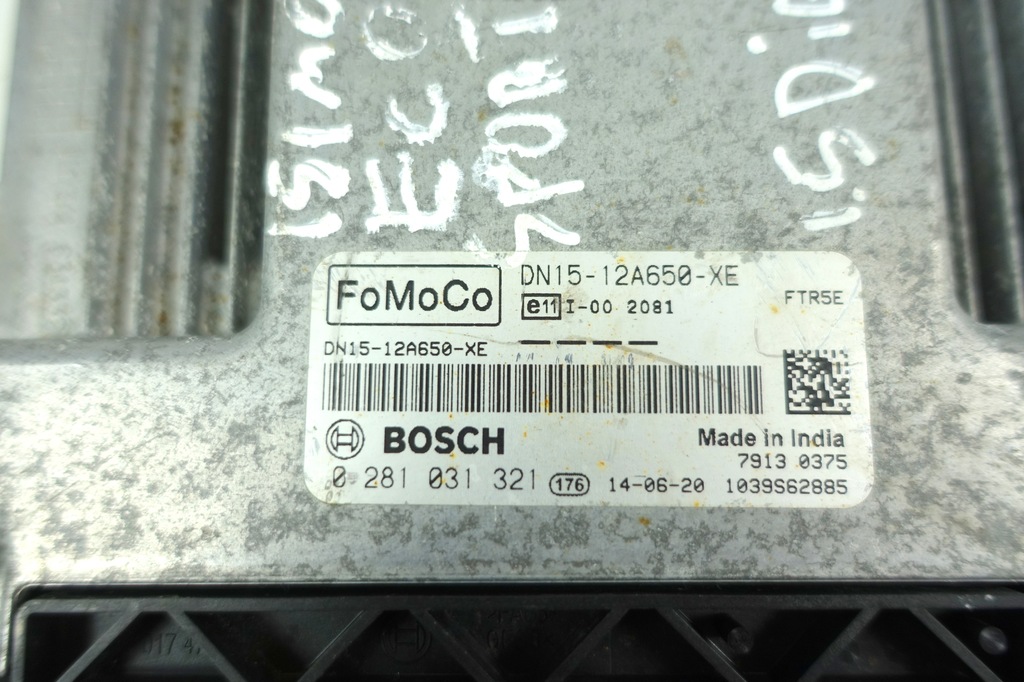 FoMoCo
DN15-12A650-XE
e11 I-00 2081
FTR5E
DN15-12A650-XE
BOSCH
Made in India
7913 0375
0 281 031 321 176 14-06-20 1039S62885